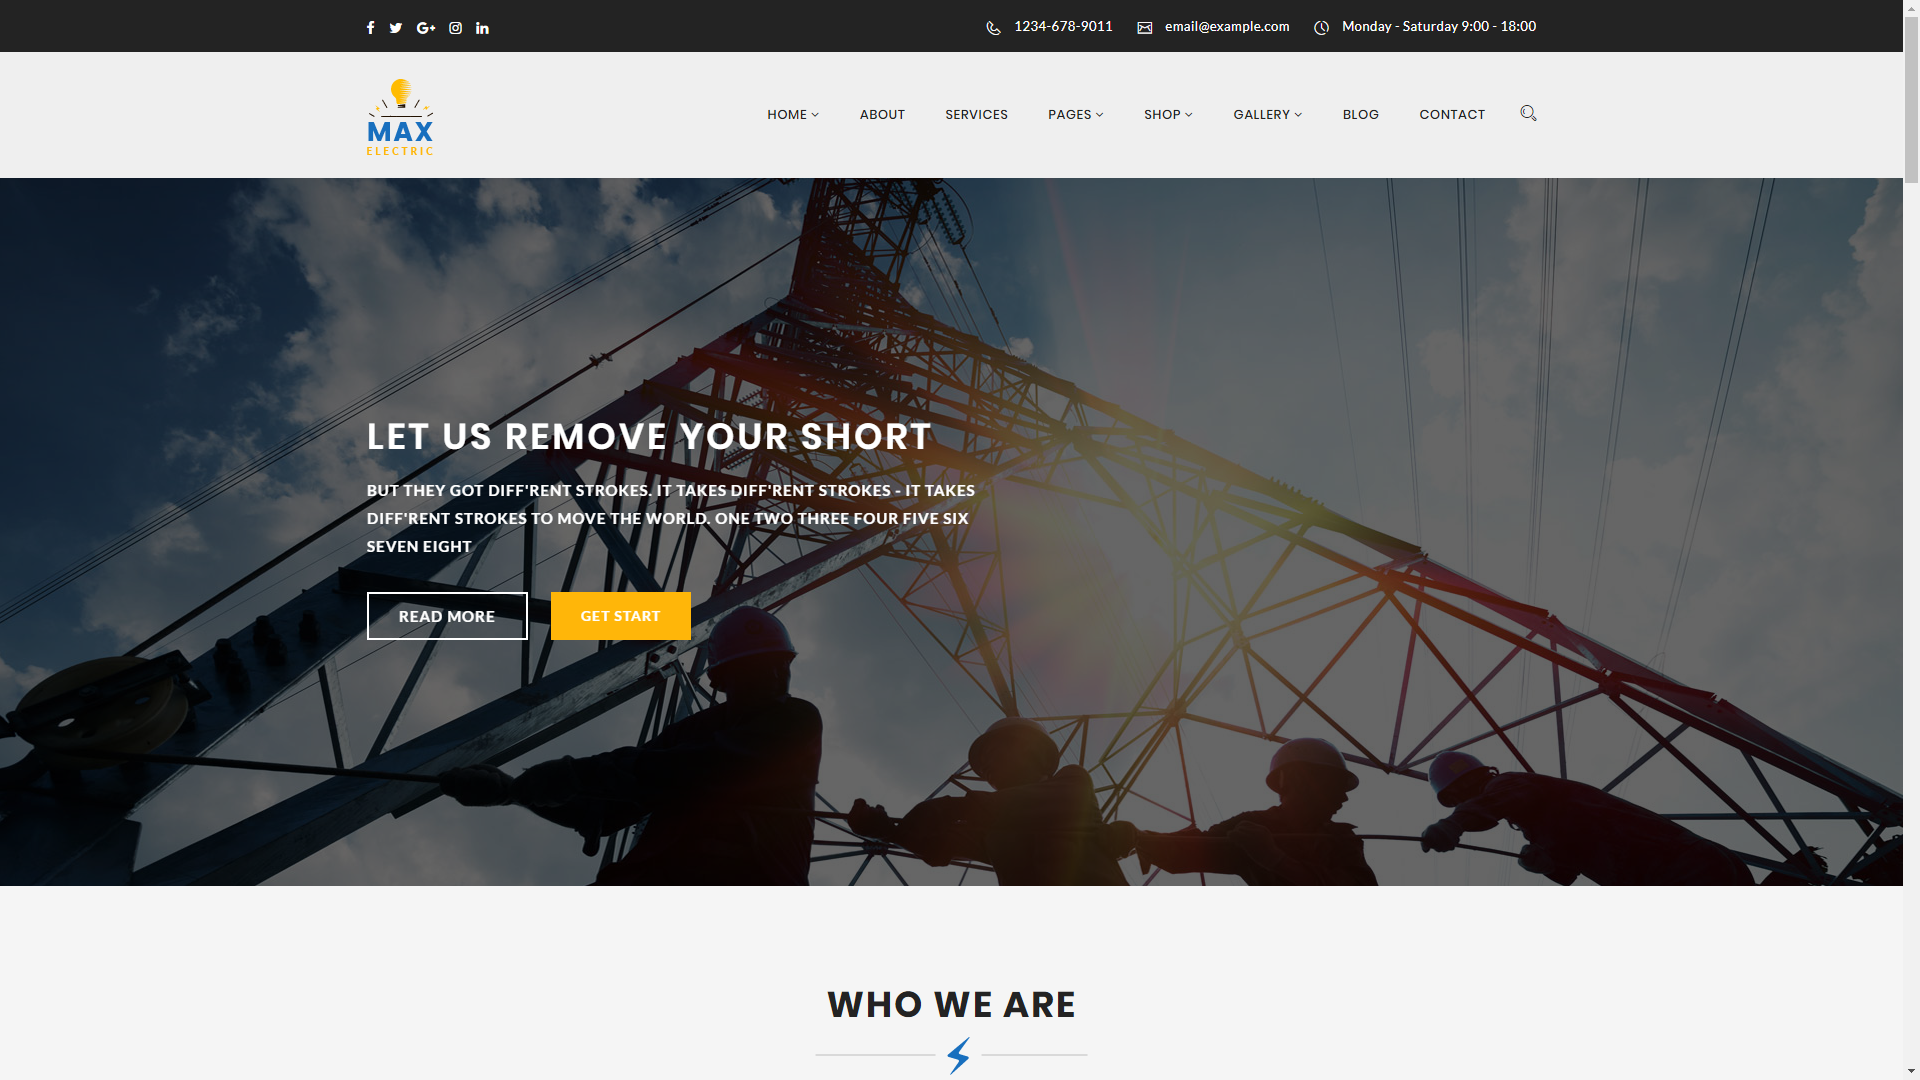 1234-678-9011
email@example.com
Monday - Saturday 9:00 - 18:00
MAX
ELECTRIC
HOME
ABOUT
SERVICES
PAGES
SHOP
GALLERY
BLOG
CONTACT
LET US REMOVE YOUR SHORT
BUT THEY GOT DIFF'RENT STROKES. IT TAKES DIFF'RENT STROKES - IT TAKES
DIFF'RENT STROKES TO MOVE THE WORLD. ONE TWO THREE FOUR FIVE SIX
SEVEN EIGHT
READ MORE
GET START
WHO WE ARE